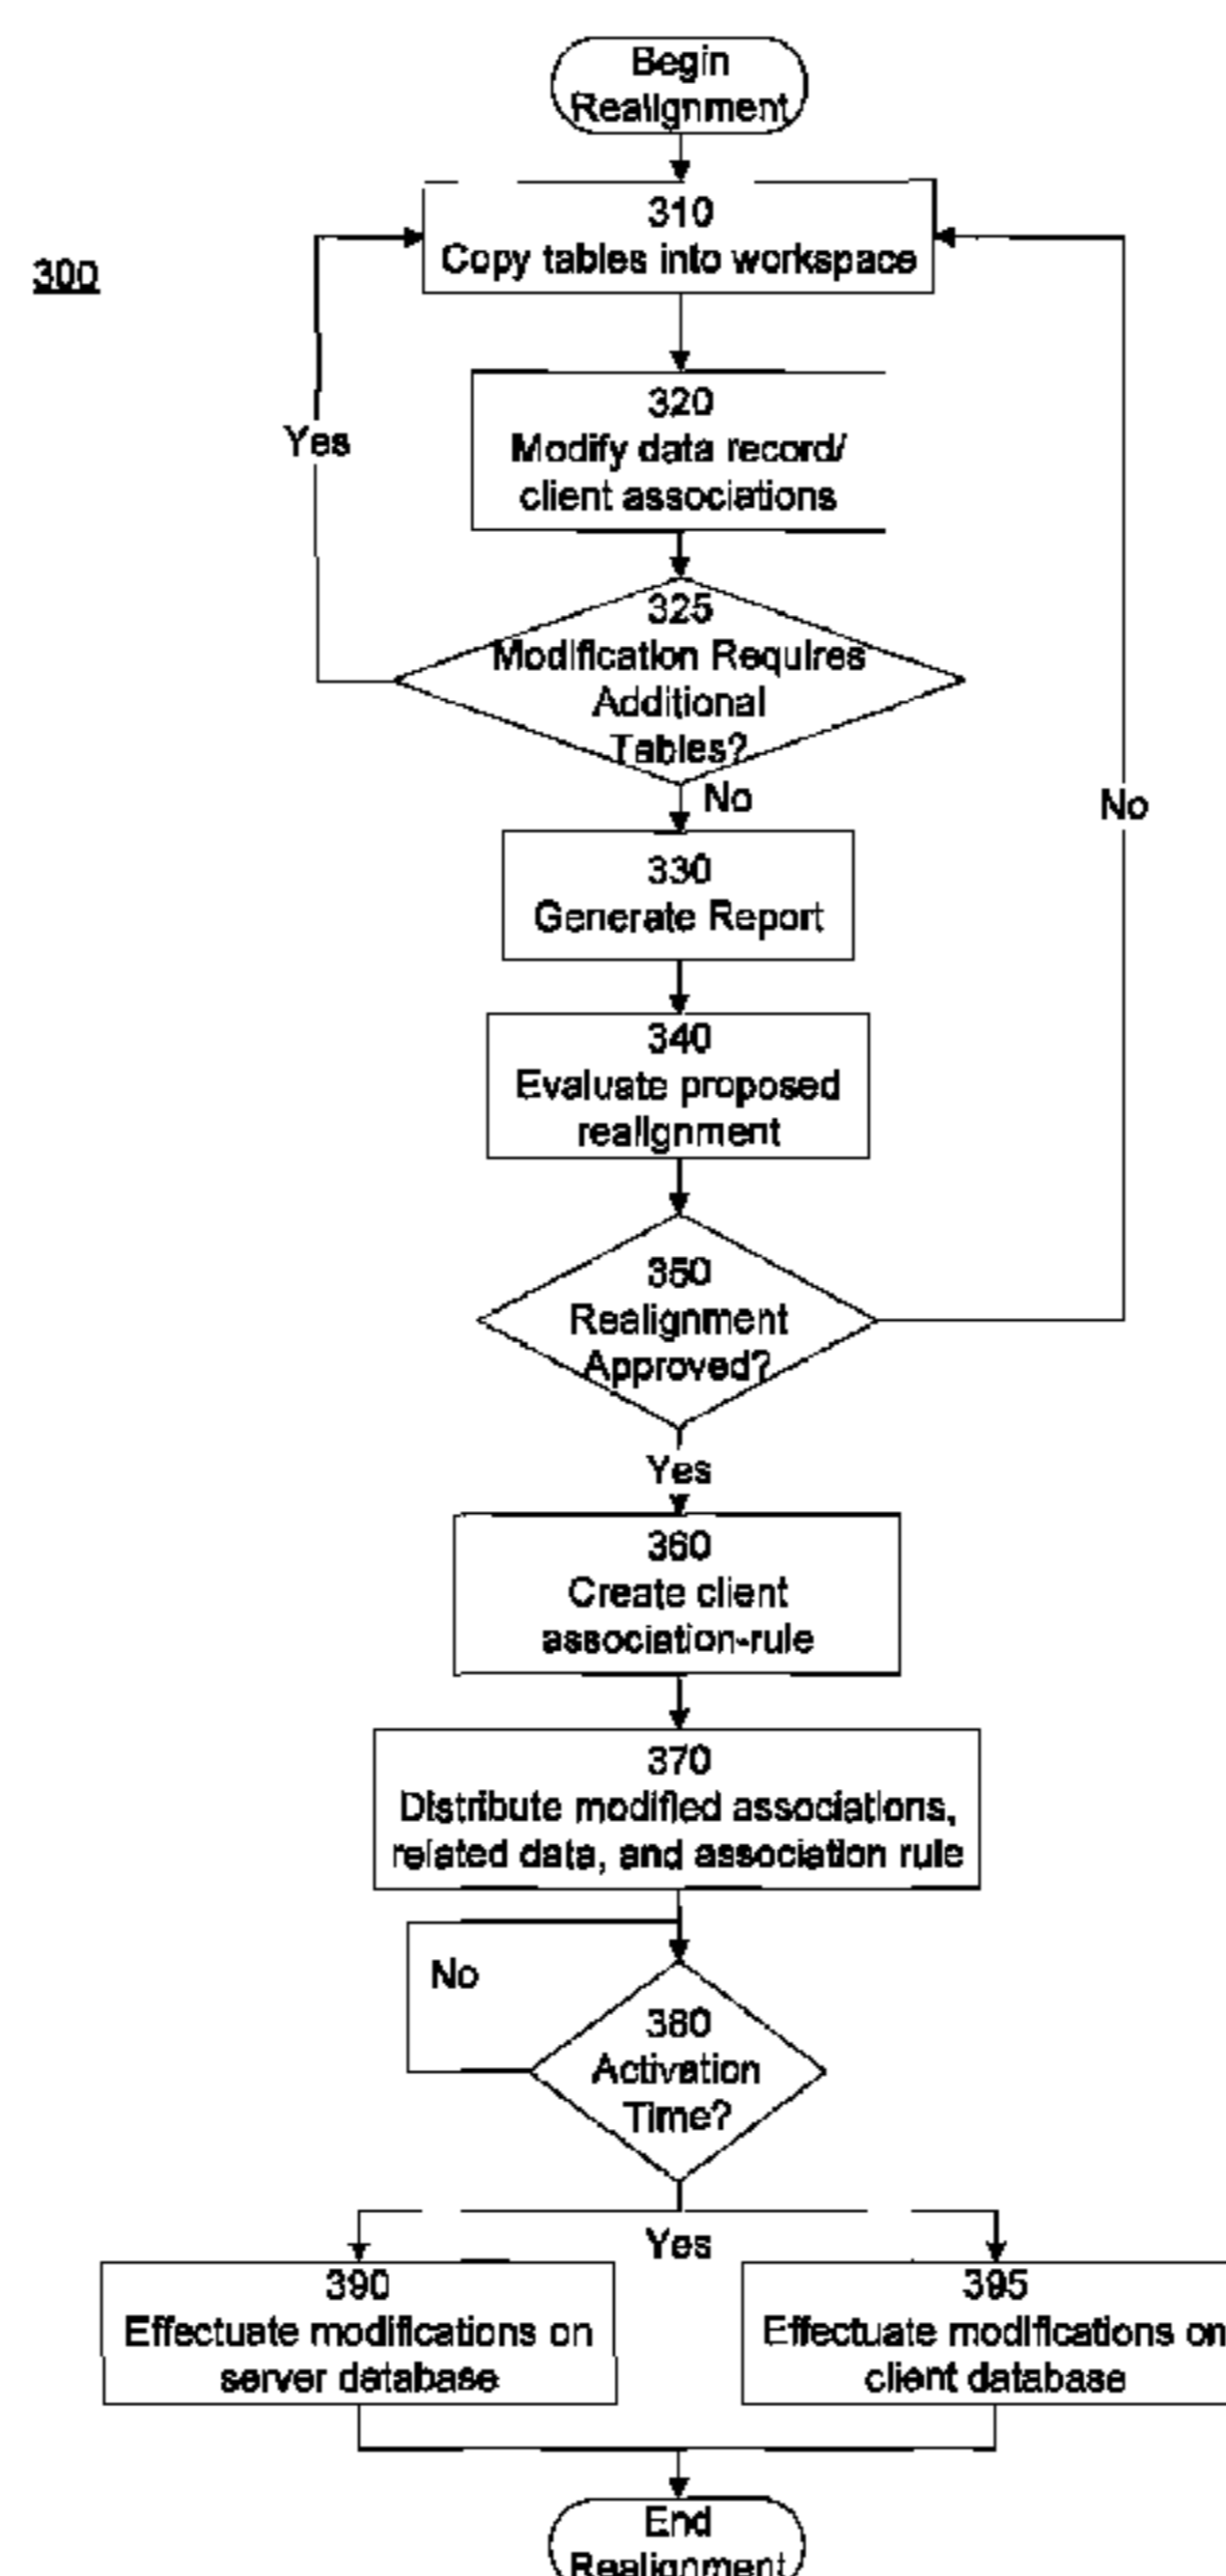 Begin
Realignment
300
310
Copy tables into workspace
320
Modify data record/
client associations
Yes
325
Modification Requires
Additional
Tables?
No
No
330
Generate Report
340
Evaluate proposed
realignment
350
Realignment
Approved?
Yes
360
Create client
association-rule
370
Distribute modified associations,
related data, and association rule
No
380
Activation
Time?
Yes
390
Effectuate modifications on
server database
395
Effectuate modifications on
client database
End
Realignment